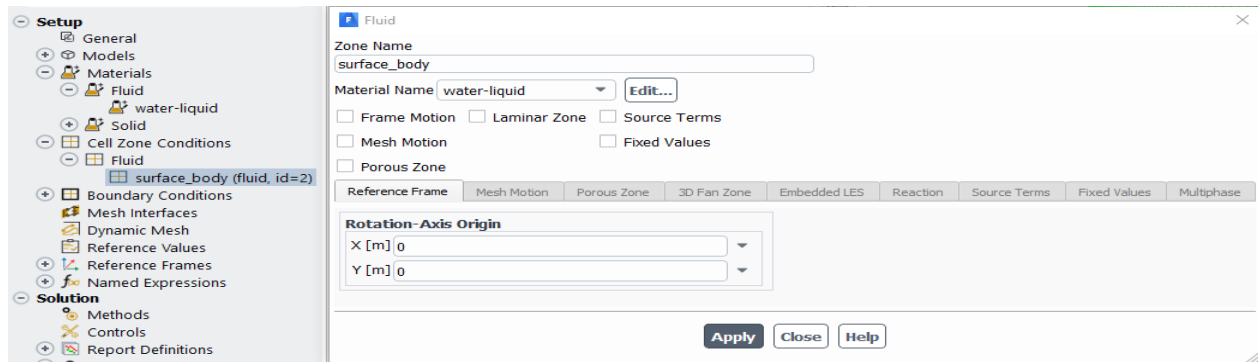 Setup
General
Models
Materials
Fluid
water-liquid
Solid
Cell Zone Conditions
Fluid
surface_body (fluid, id=2)
Boundary Conditions
Mesh Interfaces
Dynamic Mesh
Reference Values
Reference Frames
Named Expressions
Solution
Methods
Controls
Report Definitions
F Fluid
Zone Name
surface_body
Material Name water-liquid Edit...
Frame Motion Laminar Zone Source Terms
Mesh Motion Fixed Values
Porous Zone
Reference Frame Mesh Motion Porous Zone 3D Fan Zone Embedded LES Reaction Source Terms Fixed Values Multiphase
Rotation-Axis Origin
X [m] 0
Y [m] 0
Apply Close Help